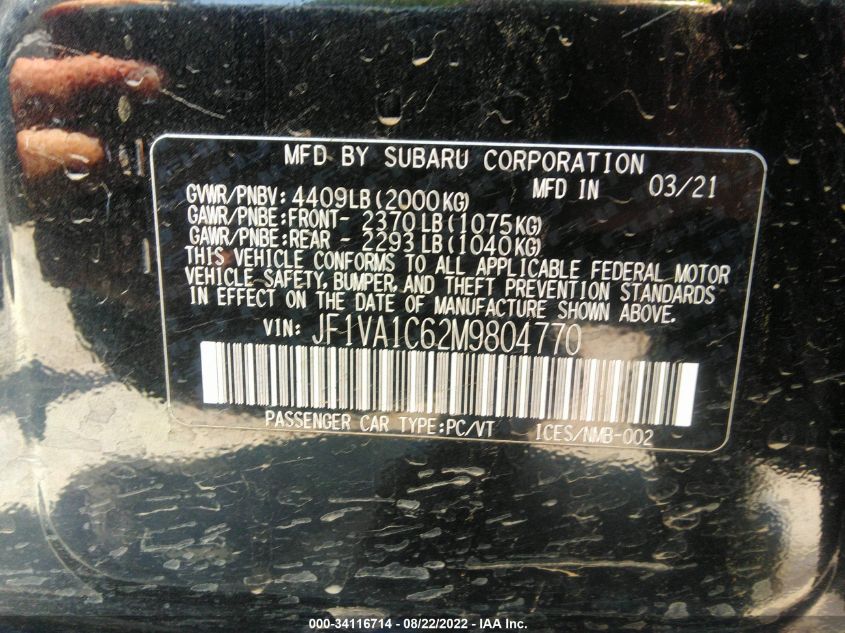 MFD BY SUBARU CORPORATION
MFD IN 03/21
GVWR/PNBV: 4409LB(2000KG)
GAWR/PNBE:FRONT- 2370LB(1075KG)
GAWR/PNBE:REAR - 2293LB(1040KG)
THIS VEHICLE CONFORMS TO ALL APPLICABLE FEDERAL MOTOR
VEHICLE SAFETY, BUMPER, AND THEFT PREVENTION STANDARDS
IN EFFECT ON THE DATE OF MANUFACTURE SHOWN ABOVE.
VIN: JF1VA1C62M9804770
PASSENGER CAR TYPE:PC/VT ICES/NMB-002
000-34116714 - 08/22/2022 - IAA Inc.